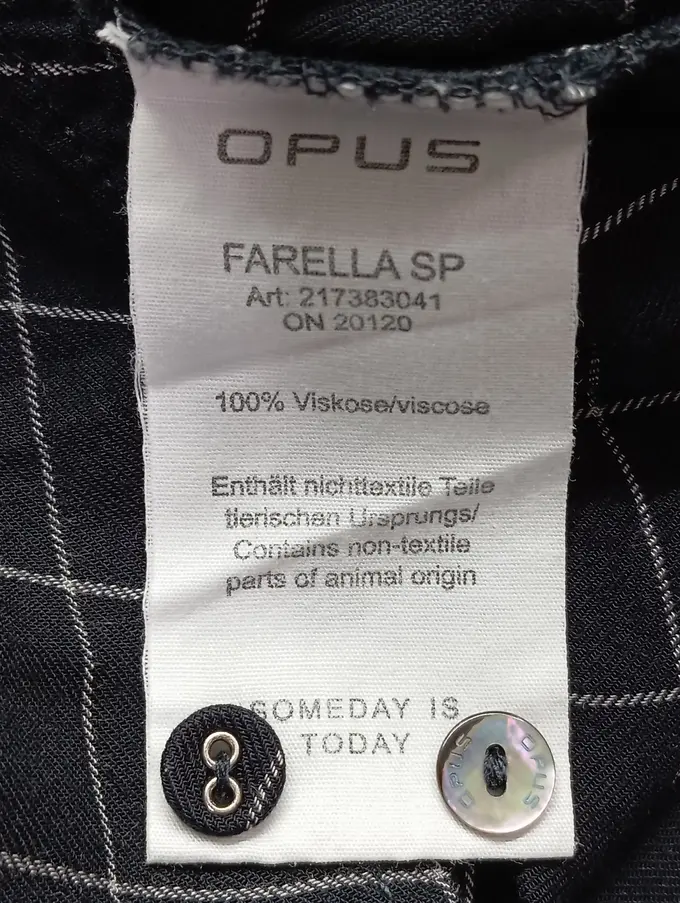 OPUS
FARELLA SP
Art: 217383041
ON 20120
100% Viskose/viscose
Enthält nichttextile Teile
tierischen Ursprungs/
Contains non-textile
parts of animal origin
SOMEDAY IS
TODAY
OPUS
OPUS